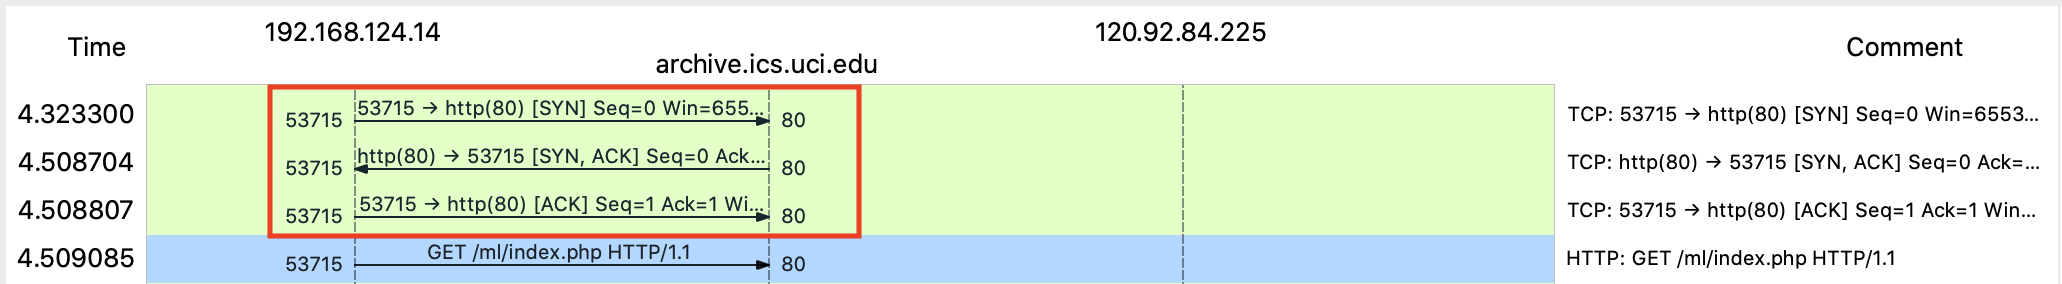 192.168.124.14 120.92.84.225
Time Comment
archive.ics.uci.edu
4.323300 53715 53715 → http(80) [SYN] Seq=0 Win=655... 80 TCP: 53715 → http(80) [SYN] Seq=0 Win=6553...
4.508704 53715 http(80) → 53715 [SYN, ACK] Seq=0 Ack... 80 TCP: http(80) → 53715 [SYN, ACK] Seq=0 Ack=...
4.508807 53715 53715 → http(80) [ACK] Seq=1 Ack=1 Wi... 80 TCP: 53715 → http(80) [ACK] Seq=1 Ack=1 Win...
4.509085 53715 GET /ml/index.php HTTP/1.1 80 HTTP: GET /ml/index.php HTTP/1.1